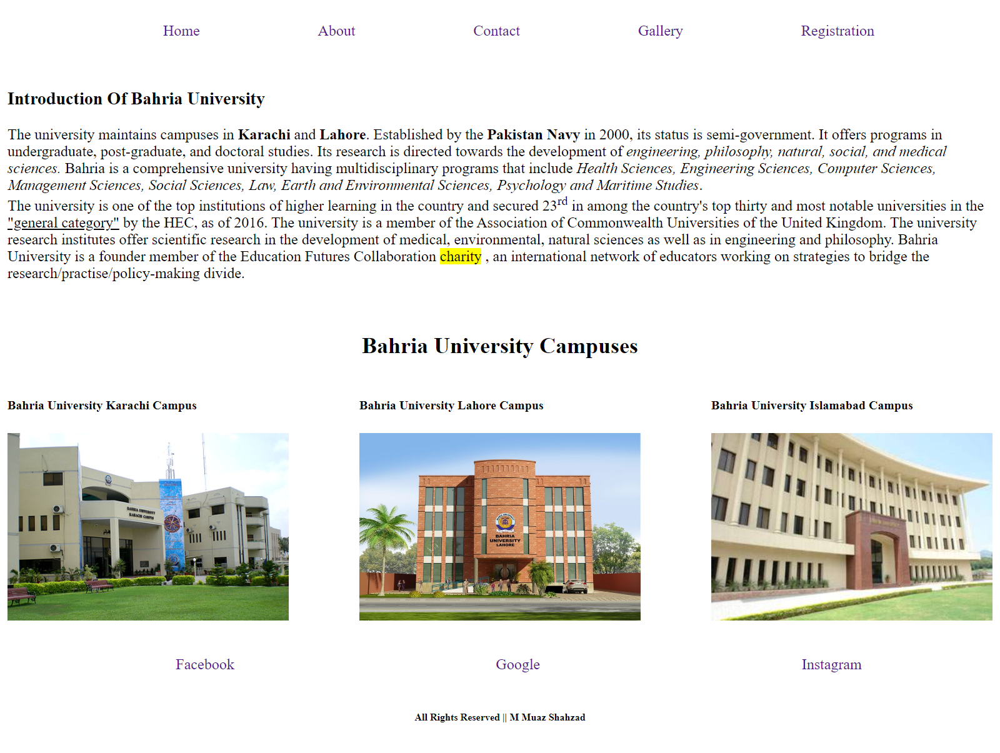 Home About Contact Gallery Registration
Introduction Of Bahria University
The university maintains campuses in Karachi and Lahore. Established by the Pakistan Navy in 2000, its status is semi-government. It offers programs in
undergraduate, post-graduate, and doctoral studies. Its research is directed towards the development of engineering, philosophy, natural, social, and medical
sciences. Bahria is a comprehensive university having multidisciplinary programs that include Health Sciences, Engineering Sciences, Computer Sciences,
Management Sciences, Social Sciences, Law, Earth and Environmental Sciences, Psychology and Maritime Studies.
The university is one of the top institutions of higher learning in the country and secured 23rd in among the country's top thirty and most notable universities in the
"general category" by the HEC, as of 2016. The university is a member of the Association of Commonwealth Universities of the United Kingdom. The university
research institutes offer scientific research in the development of medical, environmental, natural sciences as well as in engineering and philosophy. Bahria
University is a founder member of the Education Futures Collaboration charity , an international network of educators working on strategies to bridge the
research/practise/policy-making divide.
Bahria University Campuses
Bahria University Karachi Campus
BAHRIA UNIVERSITY
KARACHI CAMPUS
Bahria University Lahore Campus
BAHRIA
UNIVERSITY
LAHORE
Bahria University Islamabad Campus
Facebook Google Instagram
All Rights Reserved || M Muaz Shahzad